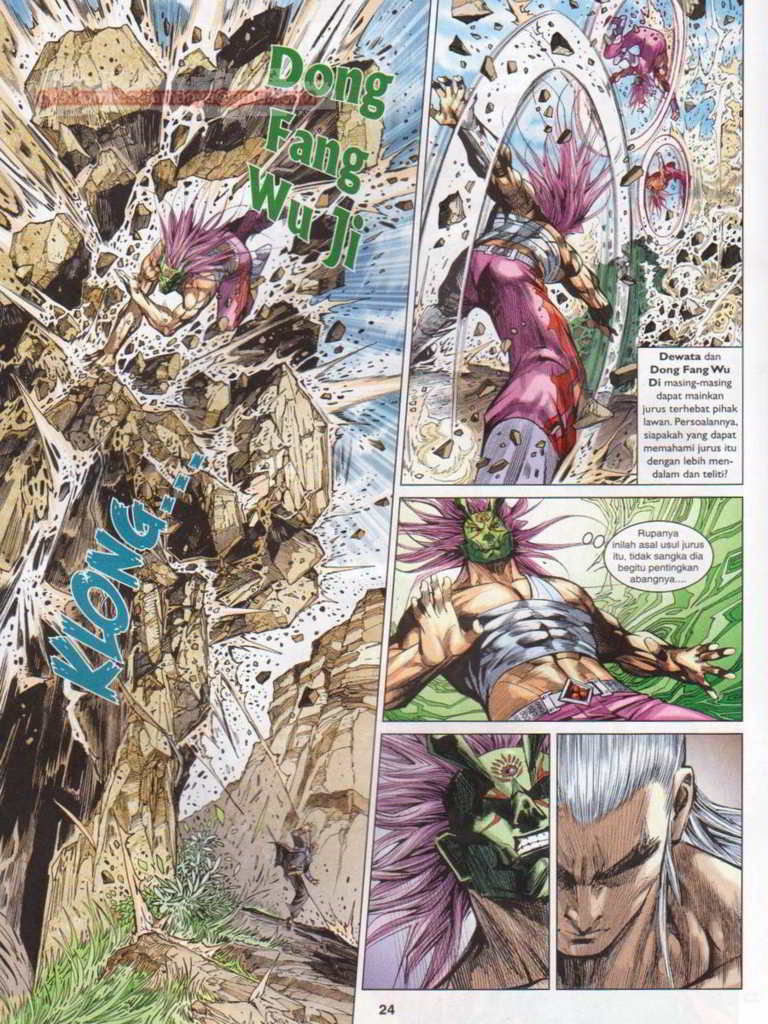 Dong
Fang
Wu Ji
KLONG...
Dewata dan
Dong Fang Wu
Di masing-masing
dapat mainkan
jurus terhebat pihak
lawan. Persoalannya,
siapakah yang dapat
memahami jurus itu
dengan lebih men-
dalam dan teliti?
Rupanya
inilah asal usul jurus
itu, tidak sangka dia
begitu pentingkan
abangnya....
24